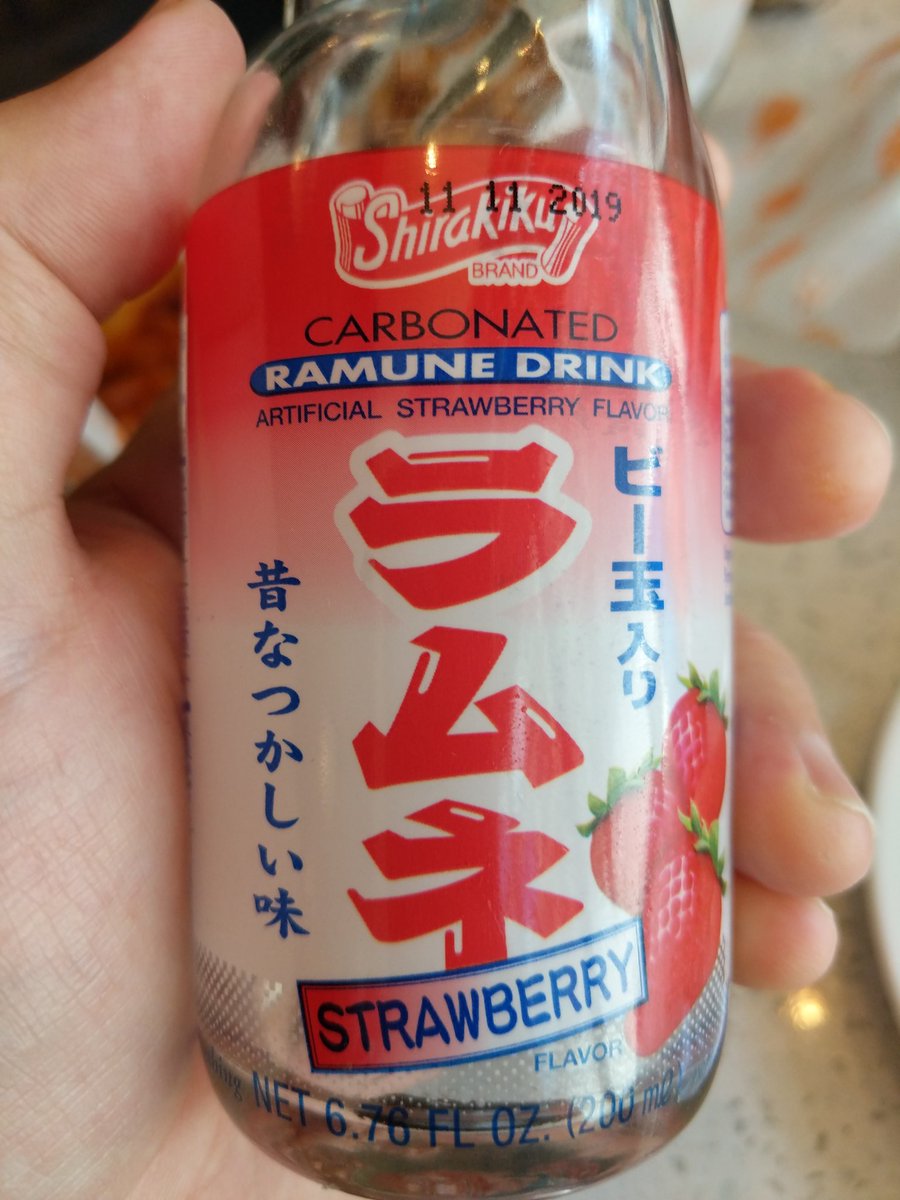 11 11 2019
Shirakiku
BRAND
CARBONATED
RAMUNE DRINK
ARTIFICIAL STRAWBERRY FLAVOR
ラムネ
ビー玉入り
昔なつかしい味
STRAWBERRY
FLAVOR
NET 6.76 FL OZ. (200 mℓ)